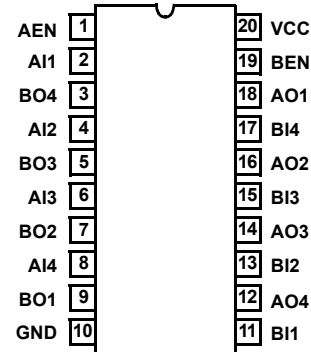 AEN 1 20 VCC
AI1 2 19 BEN
BO4 3 18 AO1
AI2 4 17 BI4
BO3 5 16 AO2
AI3 6 15 BI3
BO2 7 14 AO3
AI4 8 13 BI2
BO1 9 12 AO4
GND 10 11 BI1